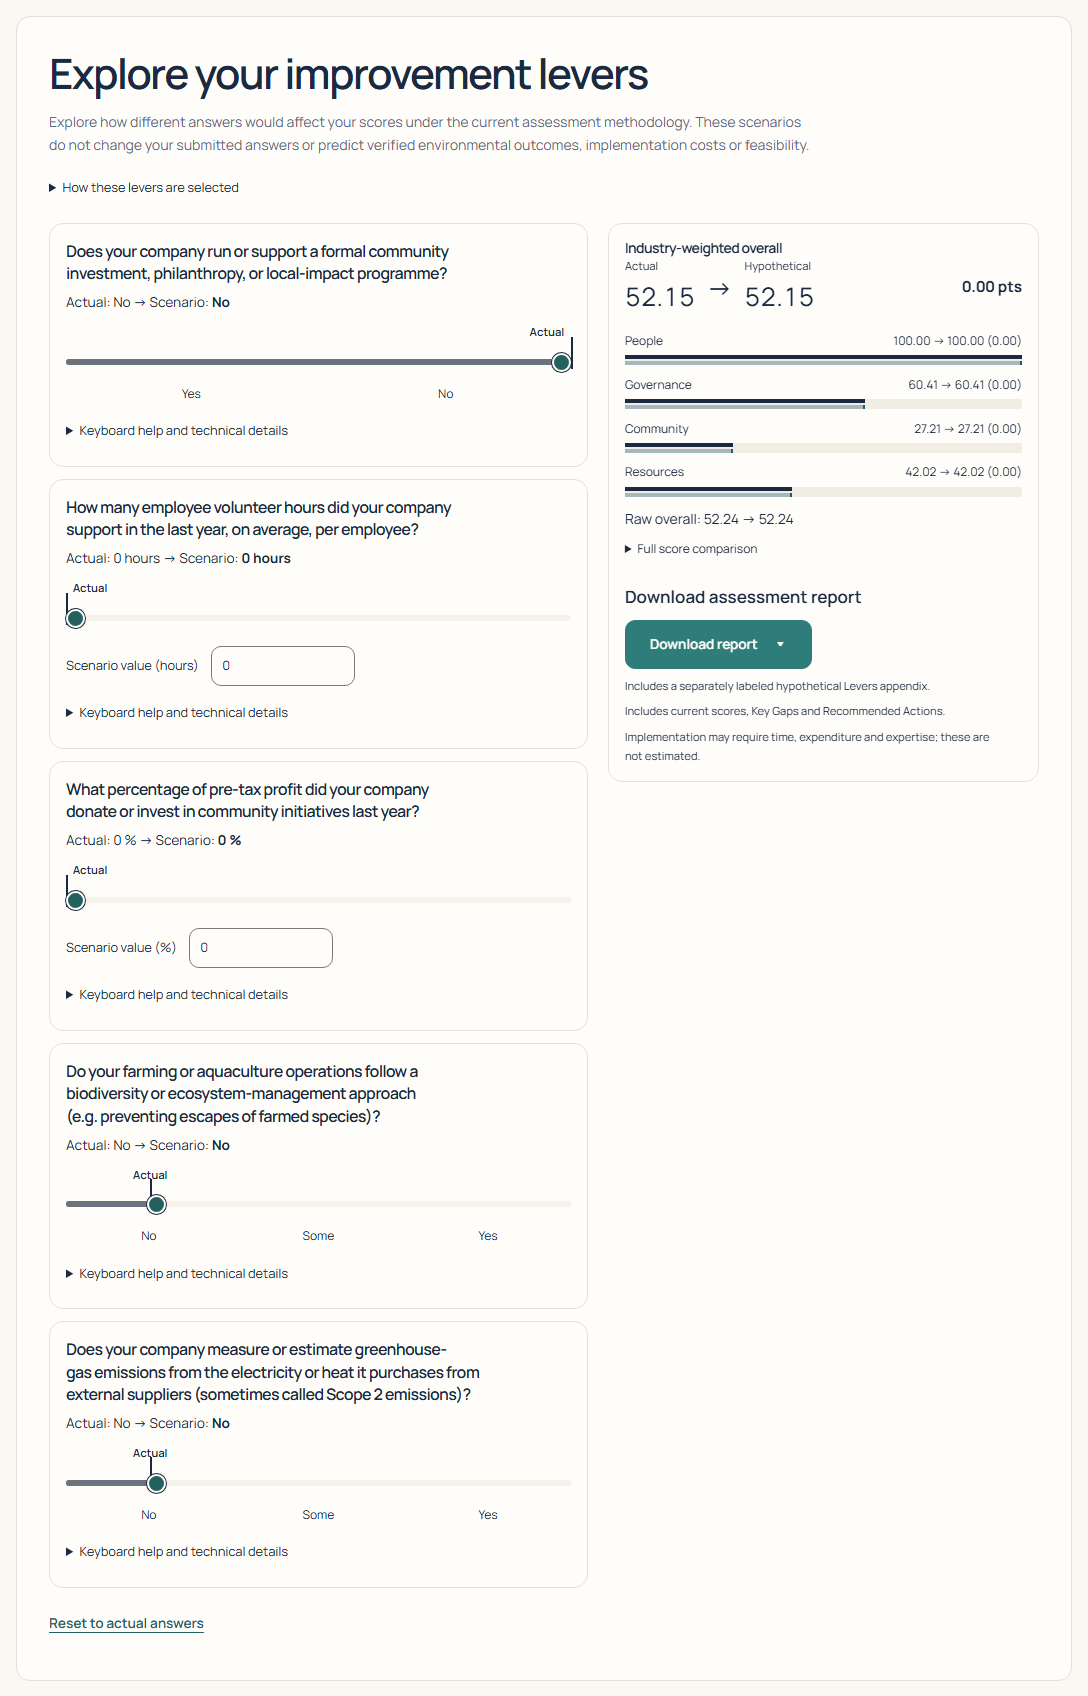 Explore your improvement levers
Explore how different answers would affect your scores under the current assessment methodology. These scenarios
do not change your submitted answers or predict verified environmental outcomes, implementation costs or feasibility.
▶ How these levers are selected
Does your company run or support a formal community
investment, philanthropy, or local-impact programme?
Actual: No → Scenario: No
Actual
Yes No
▶ Keyboard help and technical details
How many employee volunteer hours did your company
support in the last year, on average, per employee?
Actual: 0 hours → Scenario: 0 hours
Actual
Scenario value (hours) 0
▶ Keyboard help and technical details
What percentage of pre-tax profit did your company
donate or invest in community initiatives last year?
Actual: 0 % → Scenario: 0 %
Actual
Scenario value (%) 0
▶ Keyboard help and technical details
Do your farming or aquaculture operations follow a
biodiversity or ecosystem-management approach
(e.g. preventing escapes of farmed species)?
Actual: No → Scenario: No
Actual
No Some Yes
▶ Keyboard help and technical details
Does your company measure or estimate greenhouse-
gas emissions from the electricity or heat it purchases from
external suppliers (sometimes called Scope 2 emissions)?
Actual: No → Scenario: No
Actual
No Some Yes
▶ Keyboard help and technical details
Reset to actual answers
Industry-weighted overall
Actual Hypothetical
52.15 → 52.15 0.00 pts
People 100.00 → 100.00 (0.00)
Governance 60.41 → 60.41 (0.00)
Community 27.21 → 27.21 (0.00)
Resources 42.02 → 42.02 (0.00)
Raw overall: 52.24 → 52.24
▶ Full score comparison
Download assessment report
Download report
Includes a separately labeled hypothetical Levers appendix.
Includes current scores, Key Gaps and Recommended Actions.
Implementation may require time, expenditure and expertise; these are
not estimated.